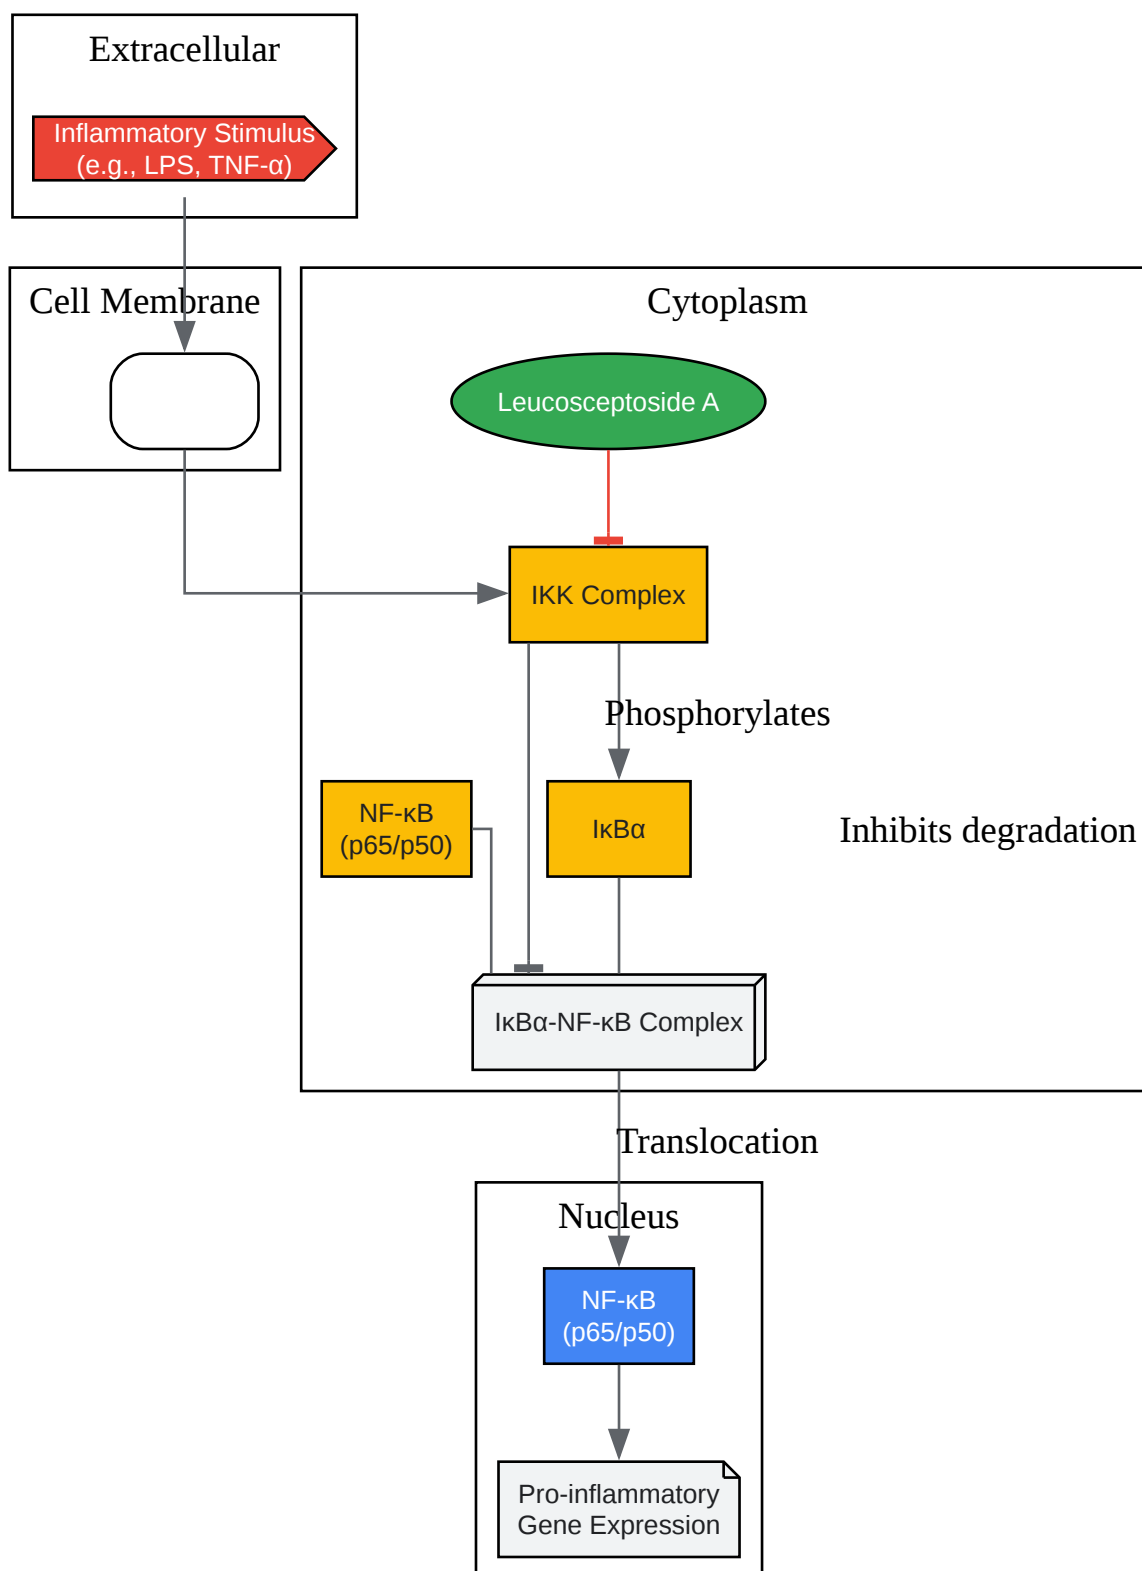 Extracellular
Inflammatory Stimulus
(e.g., LPS, TNF-α)
Cell Membrane
Cytoplasm
Leucosceptoside A
IKK Complex
Phosphorylates
NF-κB
(p65/p50)
IκBα
Inhibits degradation
IκBα-NF-κB Complex
Translocation
Nucleus
NF-κB
(p65/p50)
Pro-inflammatory
Gene Expression